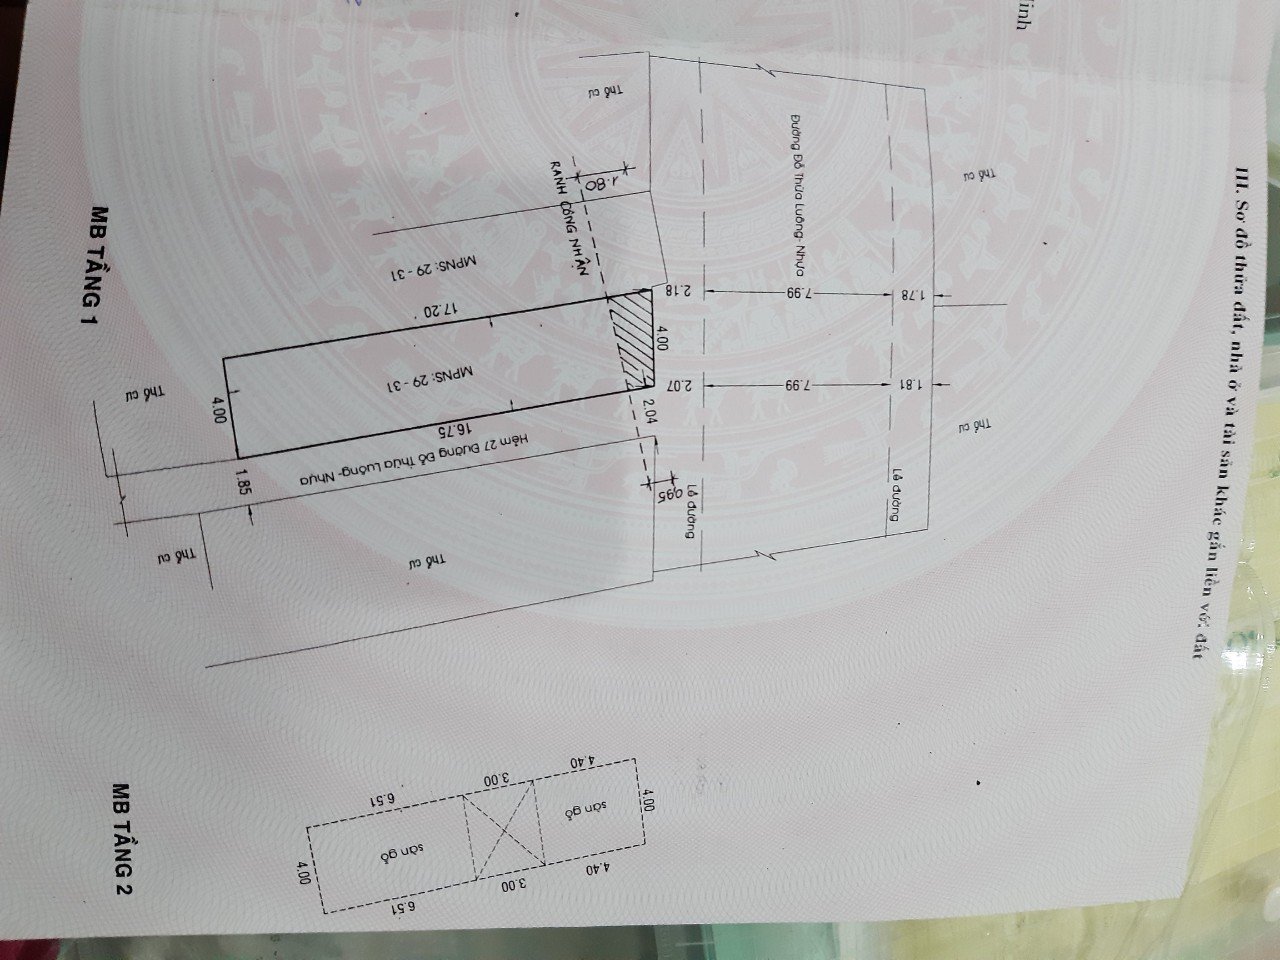 III. Sơ đồ thửa đất, nhà ở và tài sản khác gắn liền với đất
Thổ cư
Thổ cư
Thổ cư
Đường Đỗ Thừa Luông- Nhựa
Lề đường
Lề đường
1.78
7.99
2.18
1.81
7.99
2.07
RANH CÔNG NHẬN
1.80
0,95
4.00
2.04
MPNS: 29 - 31
17.20
MPNS: 29 - 31
16.75
4.00
Hẻm 27 Đường Đỗ Thừa Luông- Nhựa
1.85
Thổ cư
Thổ cư
Thổ cư
MB TẦNG 1
4.40
3.00
6.51
4.00
sàn gỗ
sàn gỗ
4.00
4.40
3.00
6.51
MB TẦNG 2